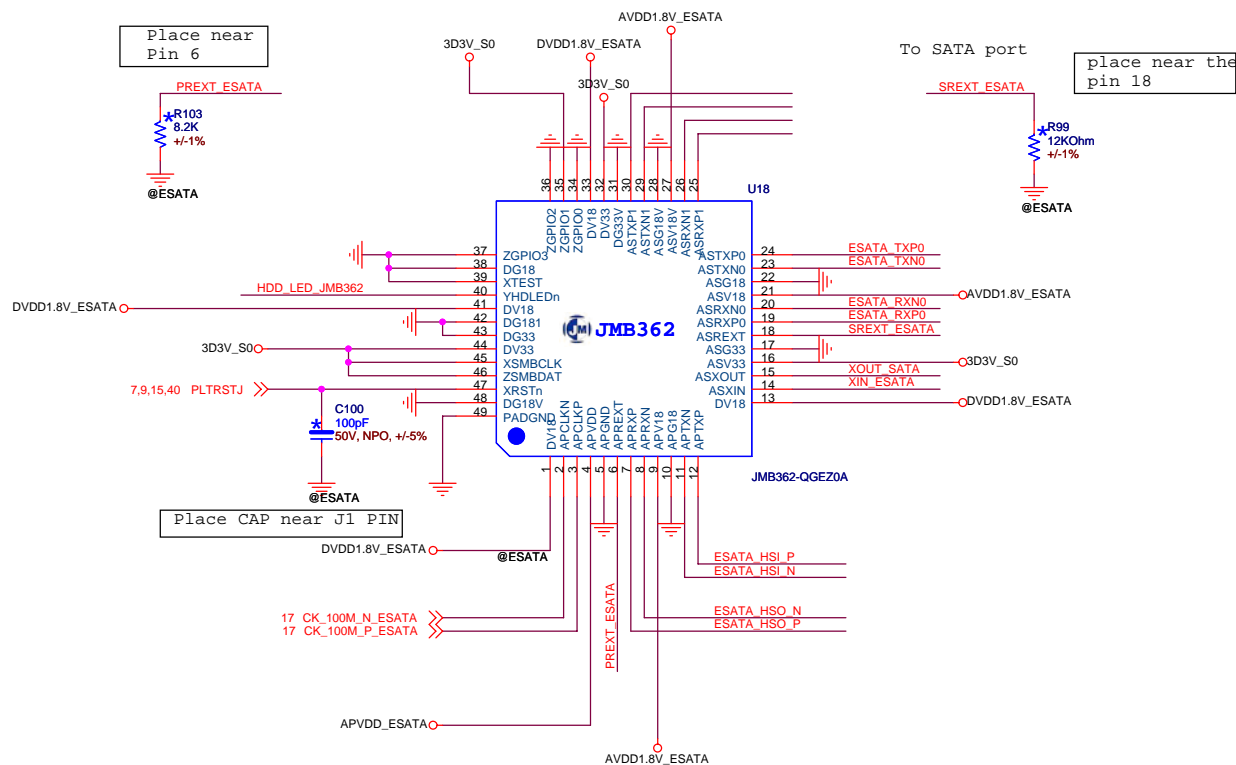 AVDD1.8V_ESATA
Place near
Pin 6
3D3V_S0
DVDD1.8V_ESATA
To SATA port
place near the
pin 18
3D3V_S0
PREXT_ESATA
SREXT_ESATA
R103
8.2K
+/-1%
@ESATA
R99
12KOhm
+/-1%
@ESATA
U18
36 35 34 33 32 31 30 29 28 27 26 25
ZGPIO2
ZGPIO1
ZGPIO0
DV18
DV33
DG33V
ASTXP1
ASTXN1
ASG18V
ASV18V
ASRXN1
ASRXP1
37 ZGPIO3
38 DG18
39 XTEST
HDD_LED_JMB362 40 YHDLEDn
DVDD1.8V_ESATA 41 DV18
42 DG181
43 DG33
3D3V_S0 44 DV33
45 XSMBCLK
46 ZSMBDAT
7,9,15,40 PLTRSTJ 47 XRSTn
48 DG18V
49 PADGND
JM JMB362
ASTXP0 24 ESATA_TXP0
ASTXN0 23 ESATA_TXN0
ASG18 22
ASV18 21 AVDD1.8V_ESATA
ASRXN0 20 ESATA_RXN0
ASRXP0 19 ESATA_RXP0
ASREXT 18 SREXT_ESATA
ASG33 17
ASV33 16 3D3V_S0
ASXOUT 15 XOUT_SATA
ASXIN 14 XIN_ESATA
DV18 13 DVDD1.8V_ESATA
C100
100pF
50V, NPO, +/-5%
@ESATA
DV18
APCLKN
APCLKP
APVDD
APGND
APREXT
APRXP
APRXN
APV18
APG18
APTXN
APTXP
1 2 3 4 5 6 7 8 9 10 11 12
JMB362-QGEZ0A
Place CAP near J1 PIN
DVDD1.8V_ESATA
@ESATA
ESATA_HSI_P
ESATA_HSI_N
17 CK_100M_N_ESATA
17 CK_100M_P_ESATA
PREXT_ESATA
ESATA_HSO_N
ESATA_HSO_P
APVDD_ESATA
AVDD1.8V_ESATA